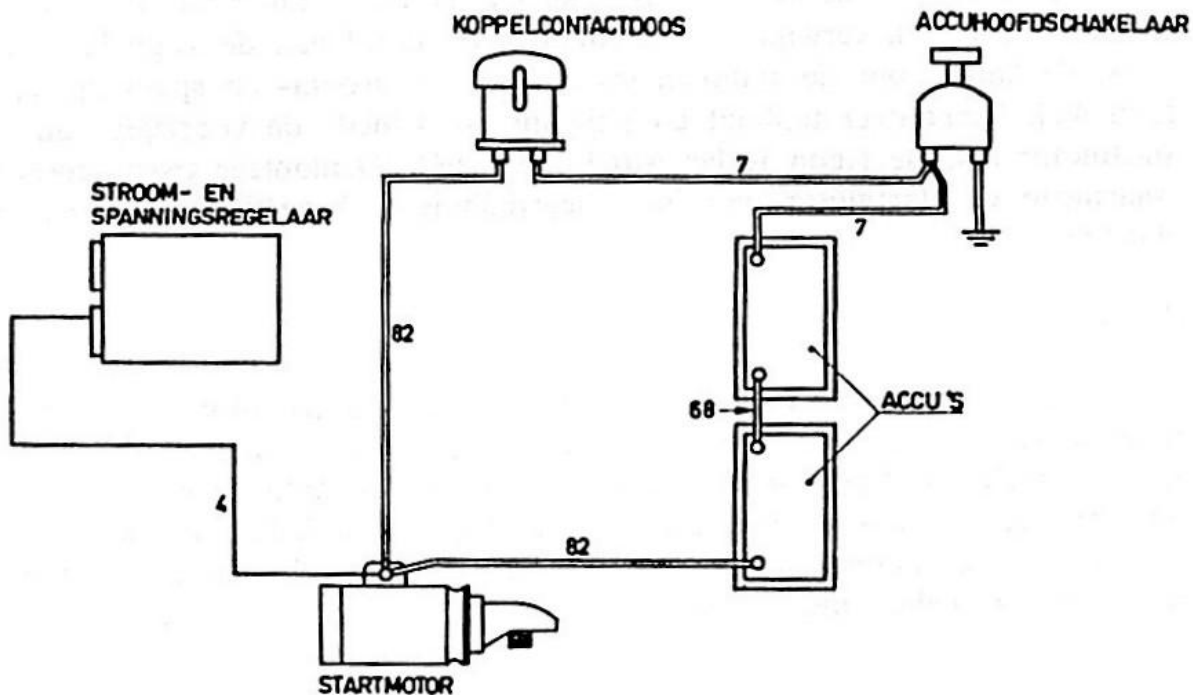 KOPPELCONTACTDOOS
ACCUHOOFDSCHAKELAAR
7
7
STROOM- EN
SPANNINGSREGELAAR
82
68
ACCU'S
4
82
STARTMOTOR